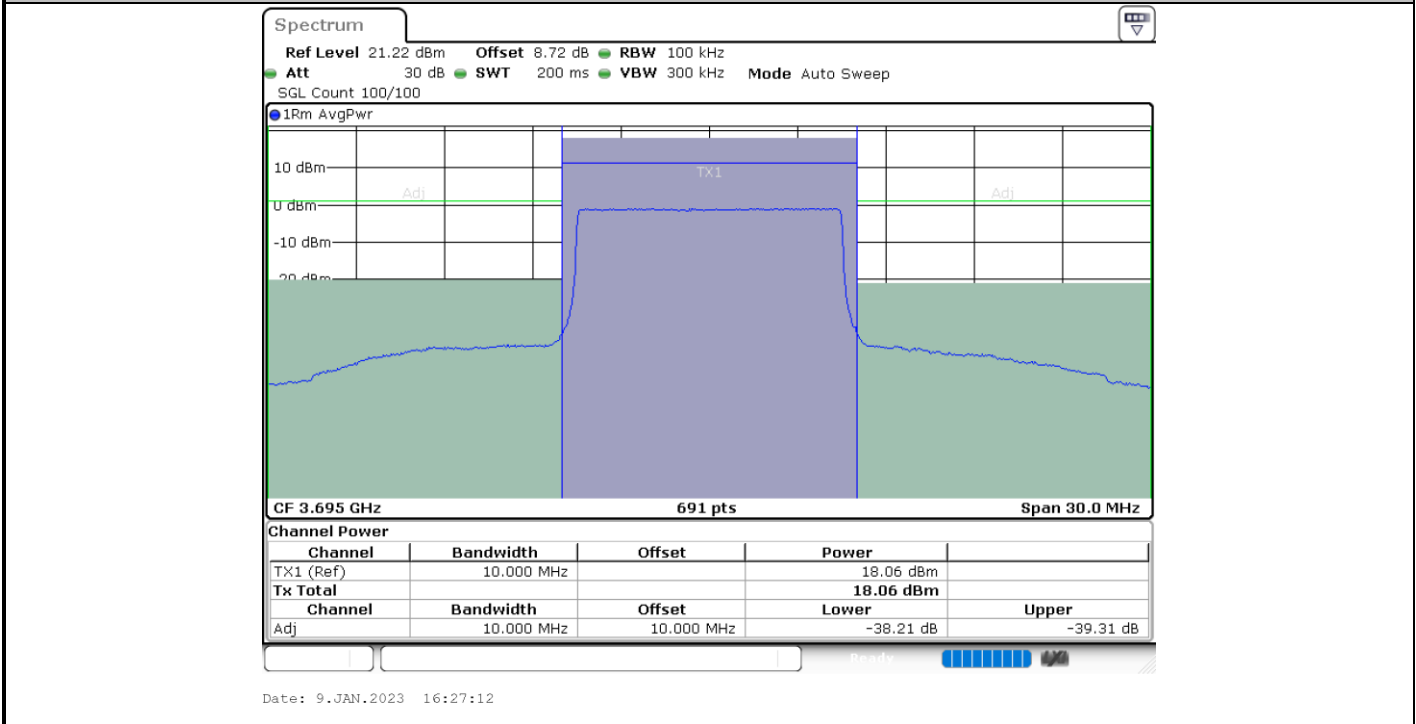 Spectrum
Ref Level 21.22 dBm Offset 8.72 dB RBW 100 kHz
Att 30 dB SWT 200 ms VBW 300 kHz Mode Auto Sweep
SGL Count 100/100
1Rm AvgPwr
10 dBm
TX1
Adj Adj
0 dBm
-10 dBm
-20 dBm
CF 3.695 GHz 691 pts Span 30.0 MHz
Channel Power
Channel Bandwidth Offset Power
TX1 (Ref) 10.000 MHz 18.06 dBm
Tx Total 18.06 dBm
Channel Bandwidth Offset Lower Upper
Adj 10.000 MHz 10.000 MHz -38.21 dB -39.31 dB
Ready
Date: 9.JAN.2023 16:27:12